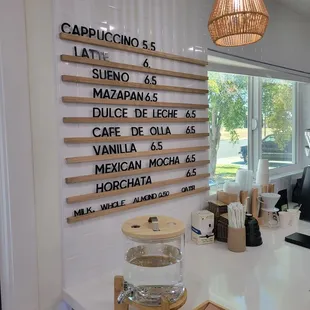 CAPPUCCINO 5.5
LATTE 6.
SUENO 6.5
MAZAPAN 6.5
DULCE DE LECHE 6.5
CAFE DE OLLA 6.5
VANILLA 6.5
MEXICAN MOCHA 6.5
HORCHATA 6.5
MILK. WHOLE ALMOND 0.50